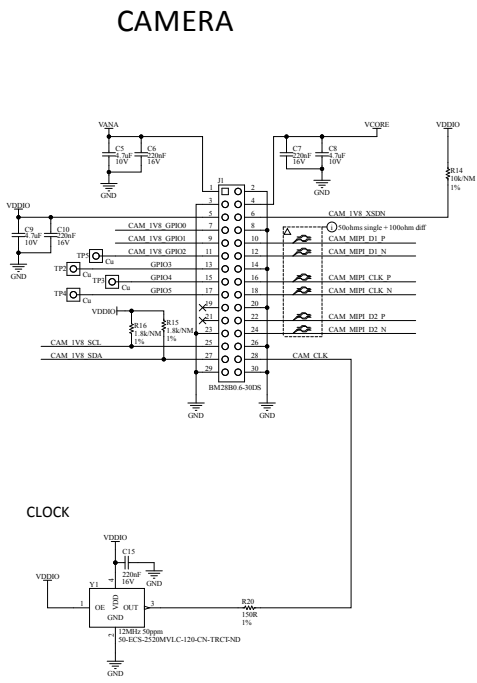 CAMERA
VANA
VCORE
VDDIO
C5
4.7uF
10V
C6
220nF
16V
C7
220nF
16V
C8
4.7uF
10V
R14
10k/NM
1%
GND
GND
J1
VDDIO
C9
4.7uF
10V
C10
220nF
16V
GND
1 2
3 4
5 6 CAM_1V8_XSDN
CAM_1V8_GPIO0 7 8
i 50ohms single + 100ohm diff
CAM_1V8_GPIO1 9 10 CAM_MIPI_D1_P
TP5 Cu CAM_1V8_GPIO2 11 12 CAM_MIPI_D1_N
TP2 Cu GPIO3 13 14
TP3 Cu GPIO4 15 16 CAM_MIPI_CLK_P
TP4 Cu GPIO5 17 18 CAM_MIPI_CLK_N
VDDIO 19 20
R16
1.8k/NM
1%
R15
1.8k/NM
1%
21 22 CAM_MIPI_D2_P
23 24 CAM_MIPI_D2_N
CAM_1V8_SCL 25 26
CAM_1V8_SDA 27 28 CAM_CLK
29 30
BM28B0.6-30DS
GND
GND
CLOCK
VDDIO
C15
220nF
16V
GND
VDDIO
Y1
4
1 OE VDD OUT 3
GND
2
R20
150R
1%
12MHz 50ppm
50-ECS-2520MVLC-120-CN-TRCT-ND
GND